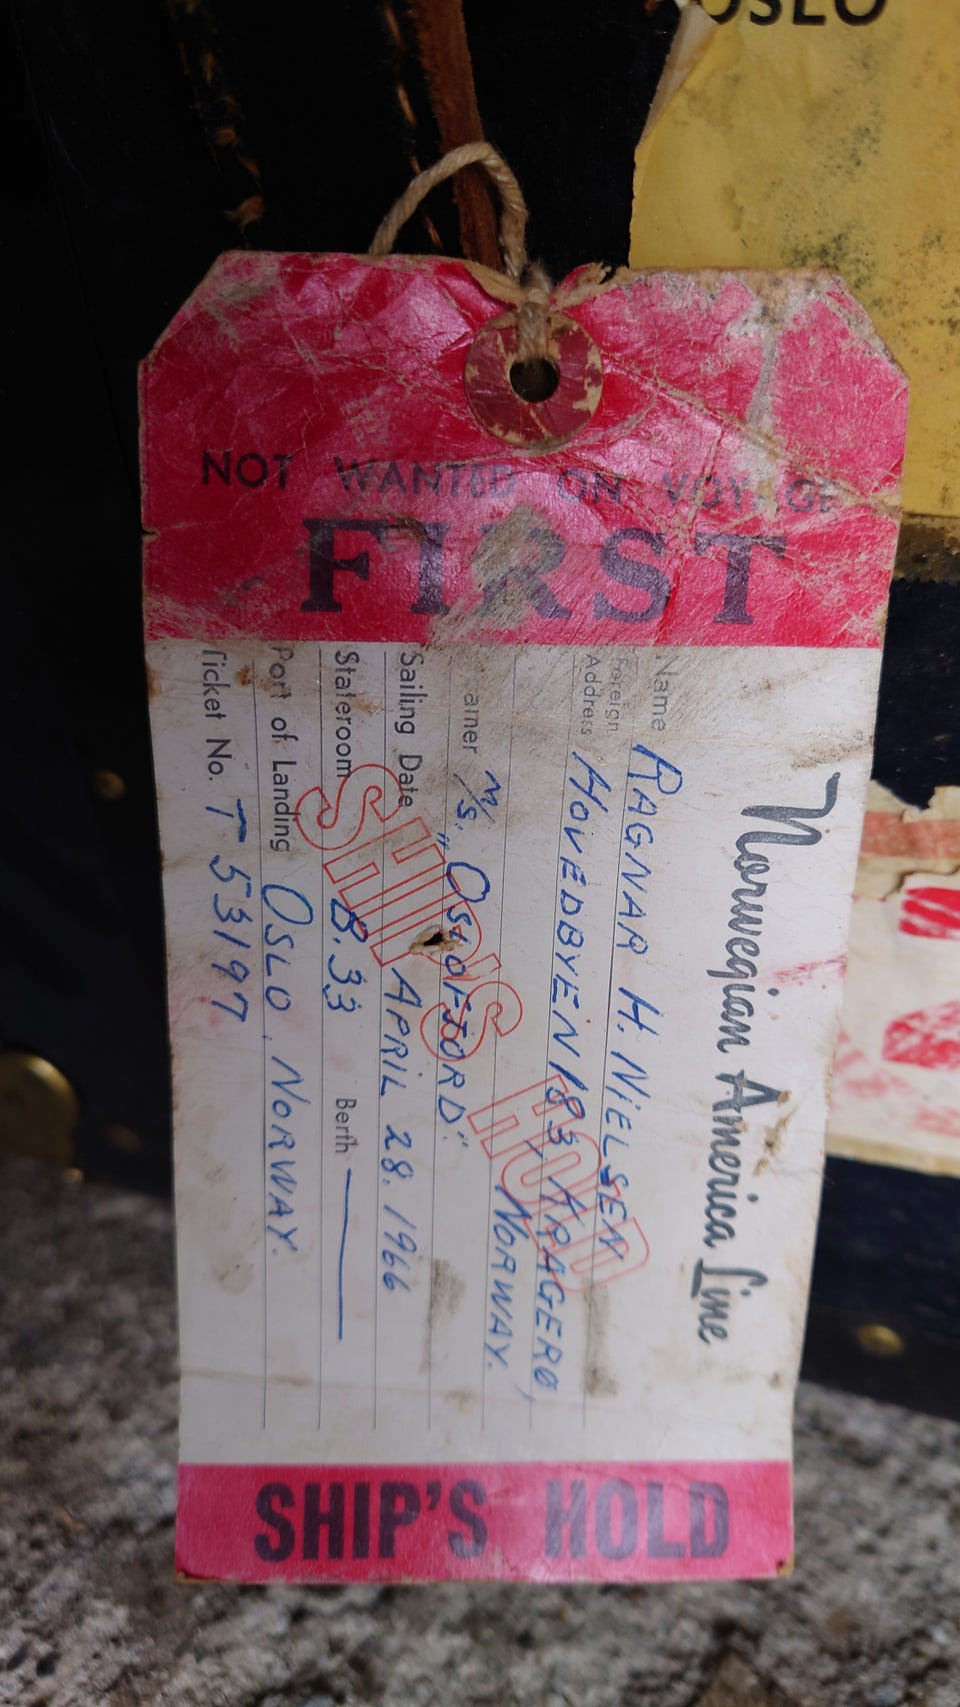 OSLO
NOT WANTED ON VOYAGE
FIRST
Norwegian America Line
Name RAGNAR H. NIELSEN
Foreign Address HOVEDBYEN 183, KRAGERØ,
NORWAY.
M/S. "OSLOFJORD"
Sailing Date APRIL 28. 1966
Stateroom B.33 Berth —
Port of Landing OSLO, NORWAY.
Ticket No. T 53197
SHIP'S HOLD
SHIP'S HOLD